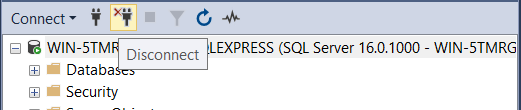 Connect
WIN-5TMR LEXPRESS (SQL Server 16.0.1000 - WIN-5TMRG
Disconnect
Databases
Security